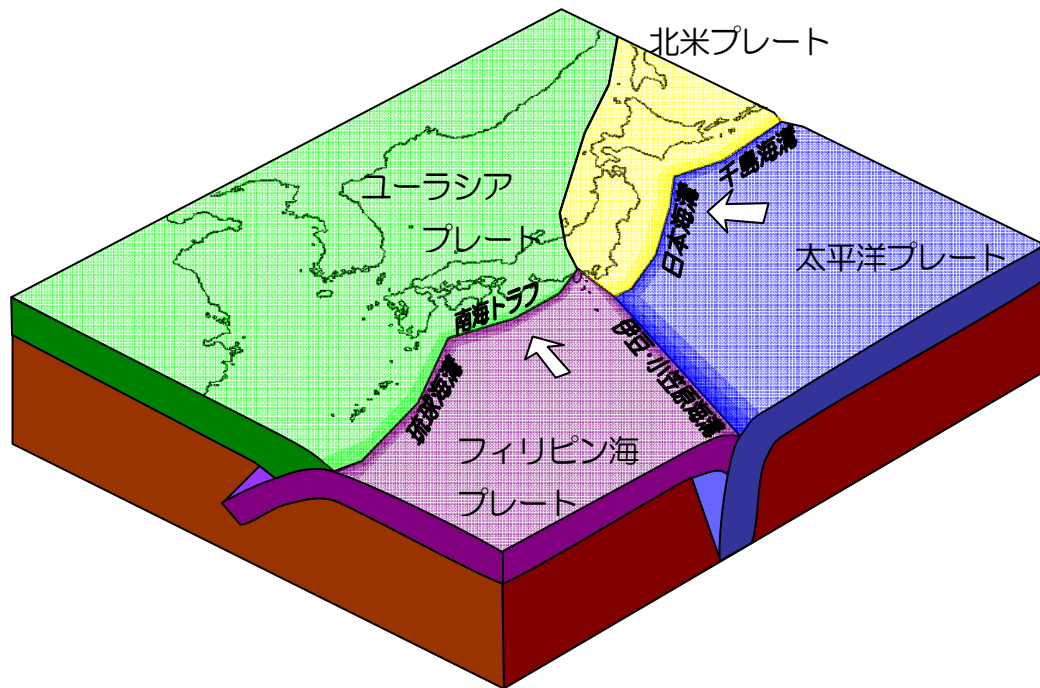 北米プレート
千島海溝
ユーラシア
プレート
日本海溝
太平洋プレート
南海トラフ
伊豆・小笠原海溝
琉球海溝
フィリピン海
プレート